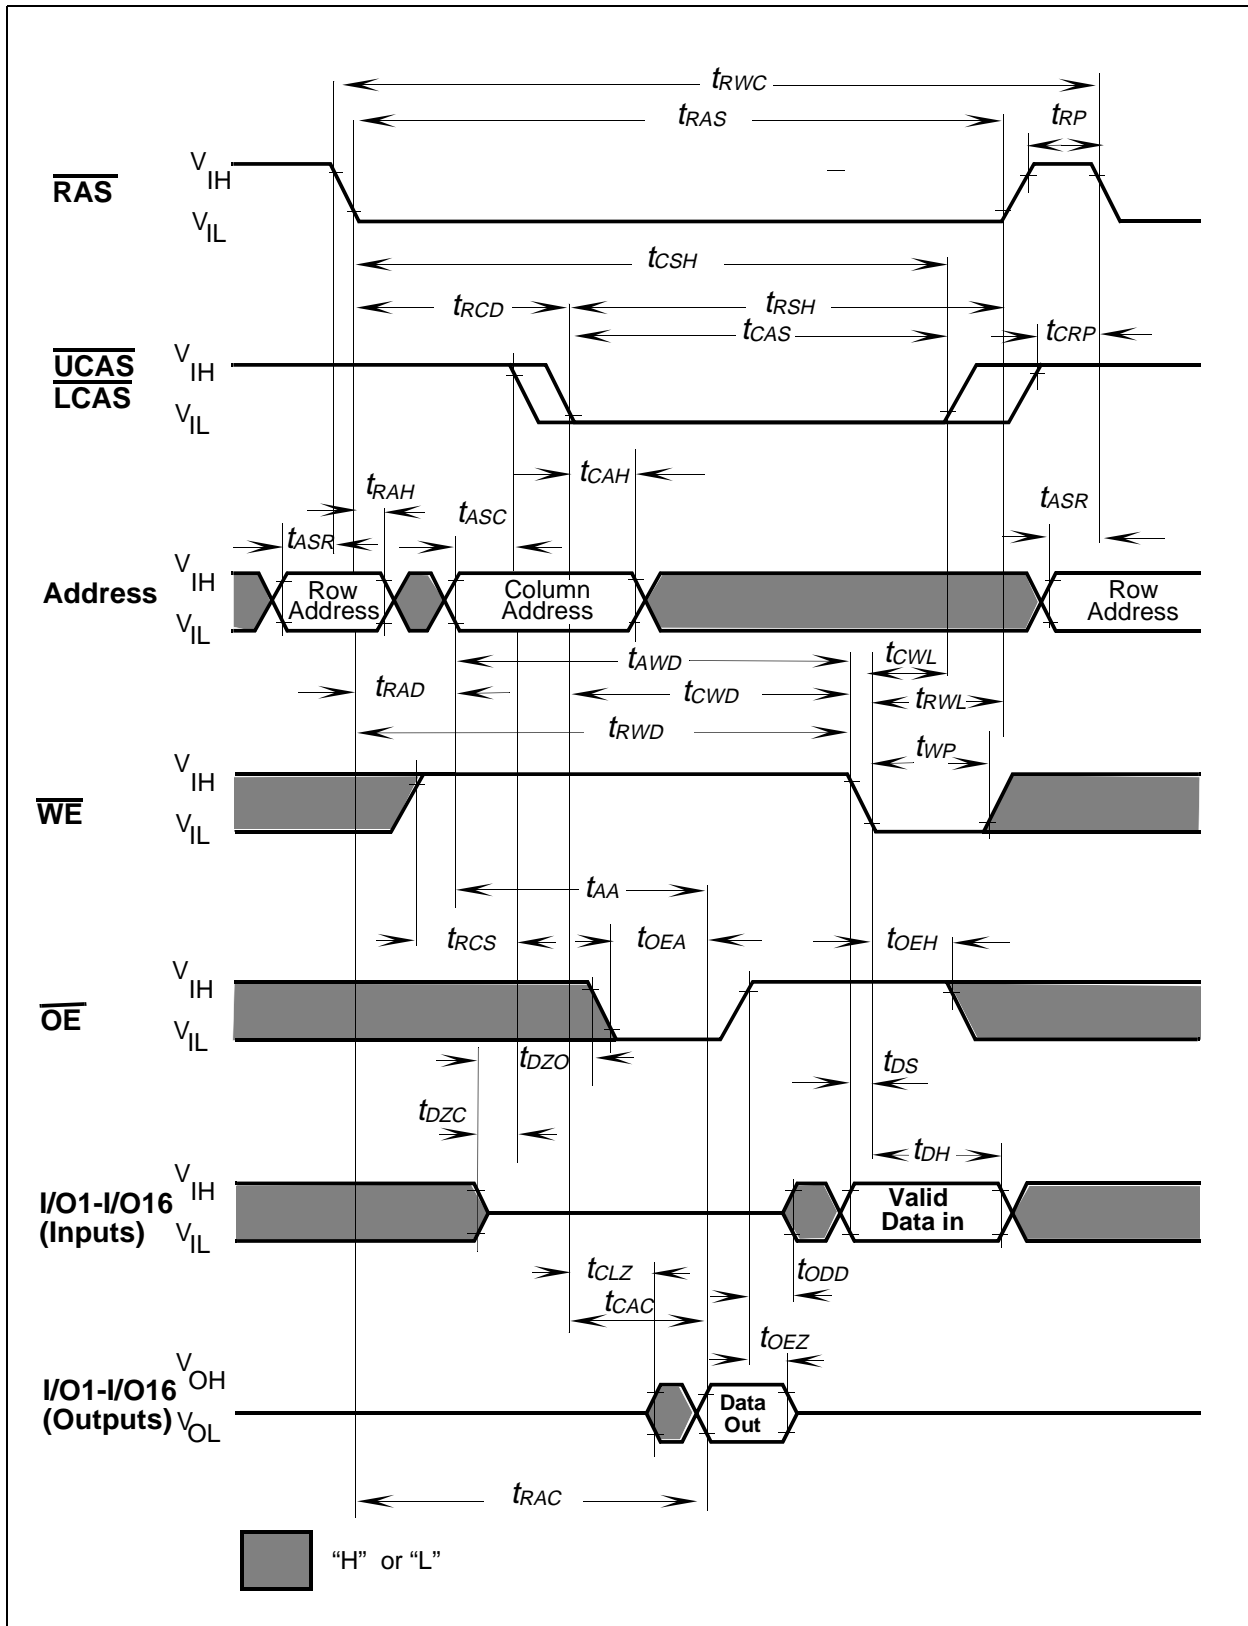 tRWC
tRAS
tRP
RAS
VIH
VIL
tCSH
tRCD
tRSH
tCAS
tCRP
UCAS
LCAS
VIH
VIL
tCAH
tRAH
tASC
tASR
tASR
Address
VIH
VIL
Row
Address
Column
Address
Row
Address
tAWD
tCWL
tRAD
tCWD
tRWL
tRWD
tWP
WE
VIH
VIL
tAA
tRCS
tOEA
tOEH
OE
VIH
VIL
tDZO
tDS
tDZC
tDH
I/O1-I/O16
(Inputs)
VIH
VIL
Valid
Data in
tCLZ
tODD
tCAC
tOEZ
I/O1-I/O16
(Outputs)
VOH
VOL
Data
Out
tRAC
“H” or “L”